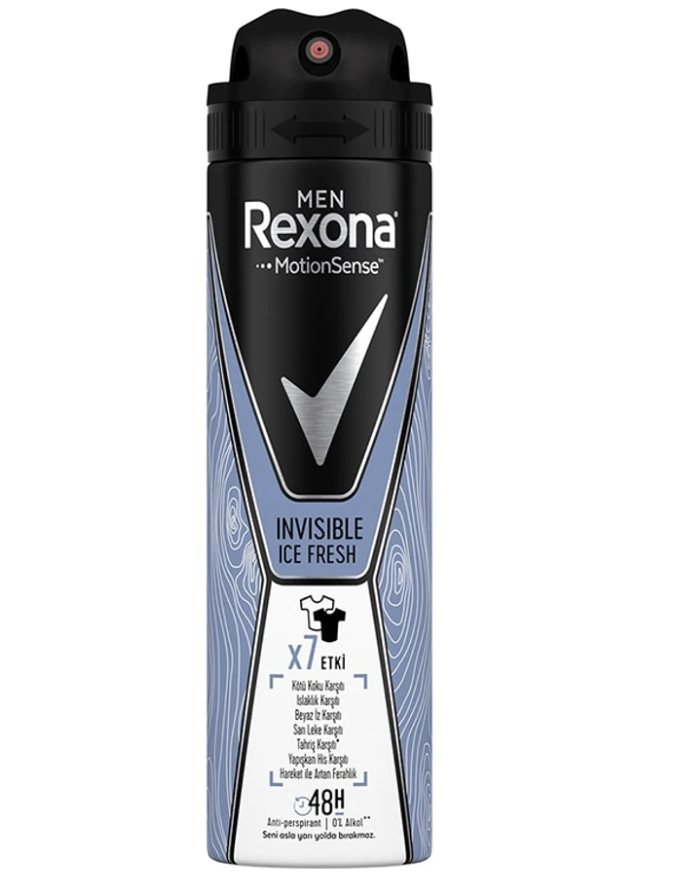 MEN
Rexona
MotionSense™
INVISIBLE
ICE FRESH
x7 ETKİ
Kötü Koku Karşıtı
Islaklık Karşıtı
Beyaz İz Karşıtı
Sarı Leke Karşıtı
Tahriş Karşıtı*
Yapışkan His Karşıtı
Hareket ile Artan Ferahlık
48H
Anti-perspirant | 0% Alkol**
Seni asla yarı yolda bırakmaz.